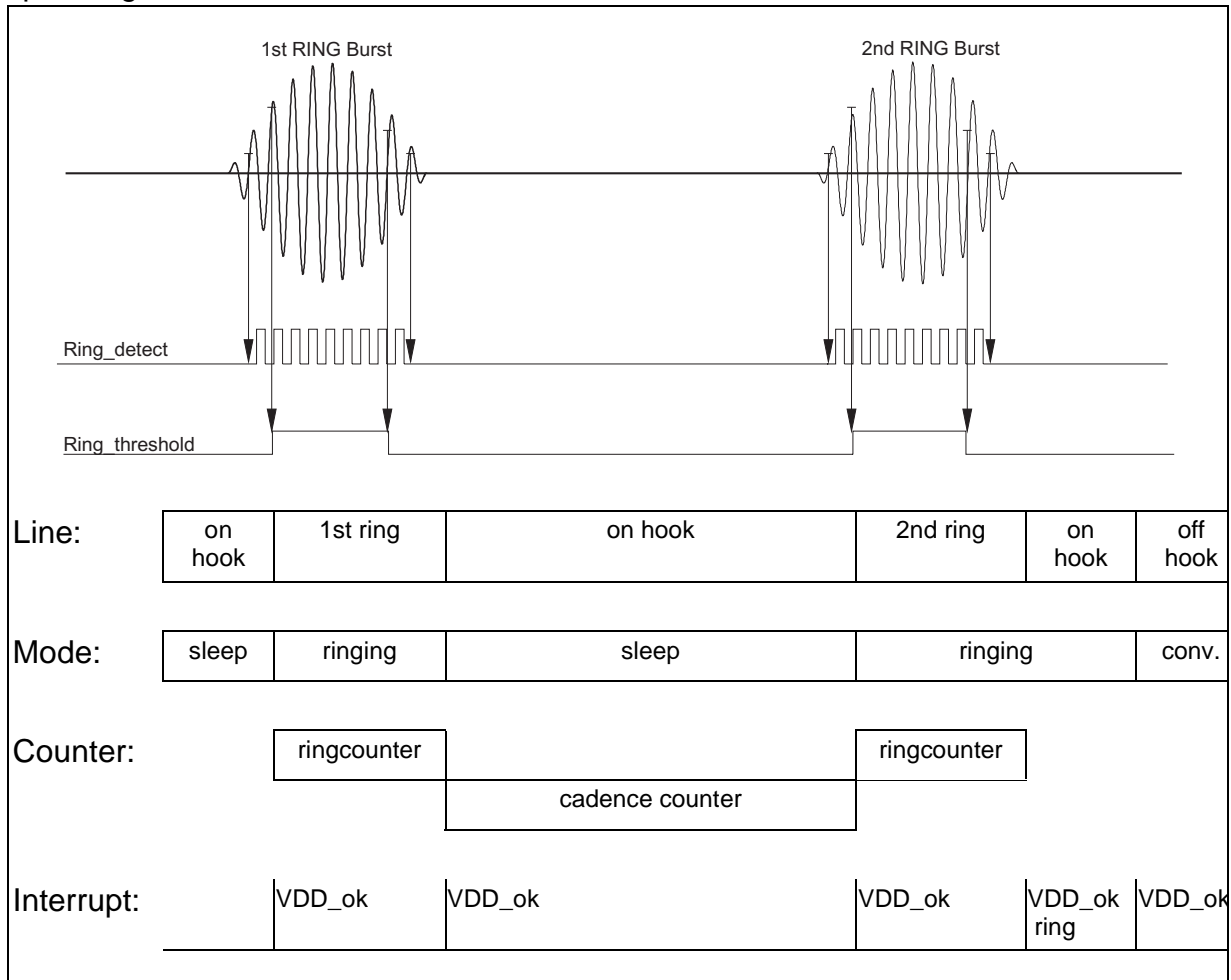 1st RING Burst
2nd RING Burst
Ring_detect
Ring_threshold
Line:
on
hook
1st ring
on hook
2nd ring
on
hook
off
hook
Mode:
sleep
ringing
sleep
ringing
conv.
Counter:
ringcounter
ringcounter
cadence counter
Interrupt:
VDD_ok
VDD_ok
VDD_ok
VDD_ok
ring
VDD_ok